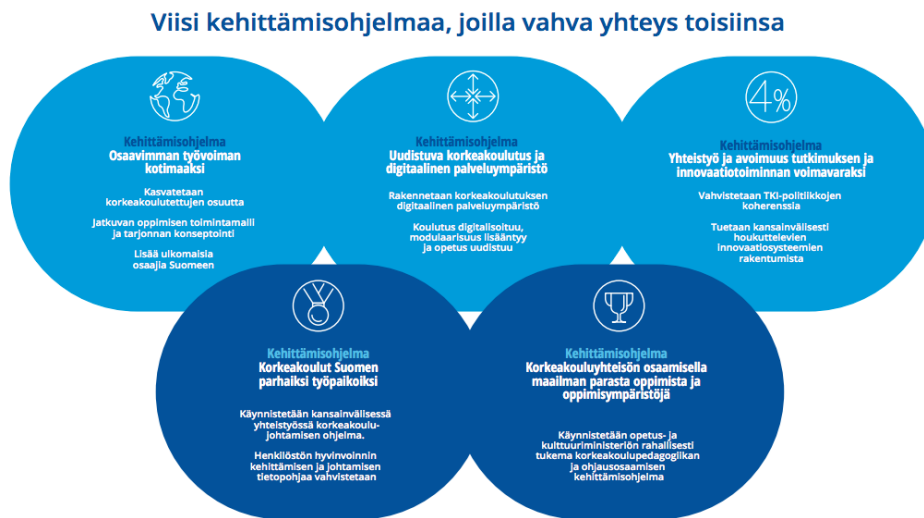 Viisi kehittämisohjelmaa, joilla vahva yhteys toisiinsa
Kehittämisohjelma
Osaavimman työvoiman
kotimaaksi
Kasvatetaan
korkeakoulutettujen osuutta
Jatkuvan oppimisen toimintamalli
ja tarjonnan konseptointi
Lisää ulkomaisia
osaajia Suomeen
Kehittämisohjelma
Uudistuva korkeakoulutus ja
digitaalinen palveluympäristö
Rakennetaan korkeakoulutuksen
digitaalinen palveluympäristö
Koulutus digitalisoituu,
modulaarisuus lisääntyy
ja opetus uudistuu
4%
Kehittämisohjelma
Yhteistyö ja avoimuus tutkimuksen ja
innovaatiotoiminnan voimavaraksi
Vahvistetaan TKI-politiikkojen
koherenssia
Tuetaan kansainvälisesti
houkuttelevien
innovaatiosysteemien
rakentumista
Kehittämisohjelma
Korkeakoulut Suomen
parhaiksi työpaikoiksi
Käynnistetään kansainvälisessä
yhteistyössä korkeakoulu-
johtamisen ohjelma.
Henkilöstön hyvinvoinnin
kehittämisen ja johtamisen
tietopohjaa vahvistetaan
Kehittämisohjelma
Korkeakouluyhteisön osaamisella
maailman parasta oppimista ja
oppimisympäristöjä
Käynnistetään opetus- ja
kulttuuriministeriön rahallisesti
tukema korkeakoulupedagogiikan
ja ohjausosaamisen
kehittämisohjelma